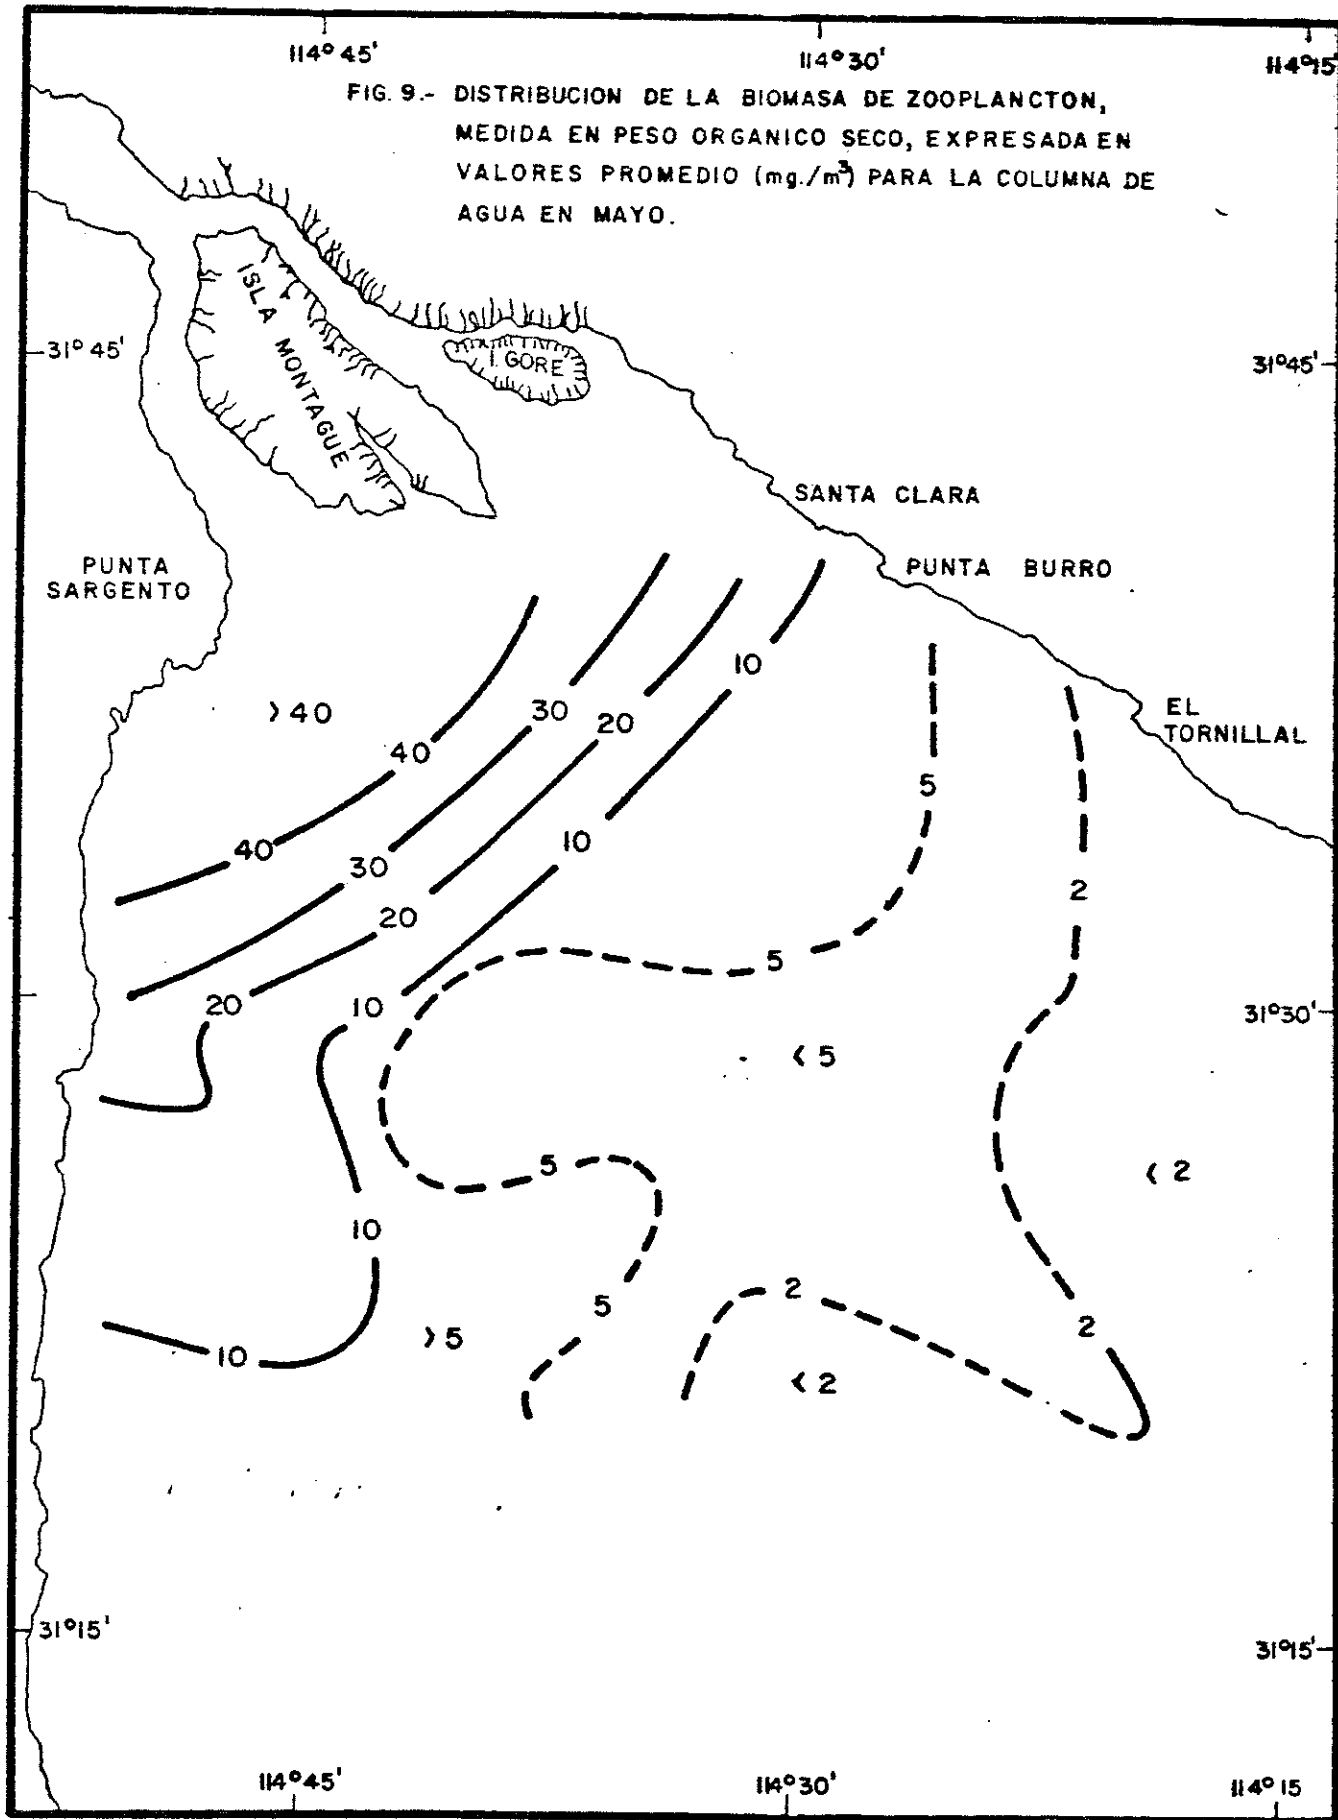 114° 45'
114° 30'
114° 15'
FIG. 9.- DISTRIBUCION DE LA BIOMASA DE ZOOPLANCTON,
MEDIDA EN PESO ORGANICO SECO, EXPRESADA EN
VALORES PROMEDIO (mg./m³) PARA LA COLUMNA DE
AGUA EN MAYO.
ISLA MONTAGUE
I. GORE
31° 45'
31° 45'
SANTA CLARA
PUNTA
SARGENTO
PUNTA BURRO
EL
TORNILLAL
10
> 40
30
20
40
5
10
40
30
2
20
5
20
10
31° 30'
< 5
5
< 2
10
2
5
2
10
> 5
< 2
31° 15'
31° 15'
114° 45'
114° 30'
114° 15